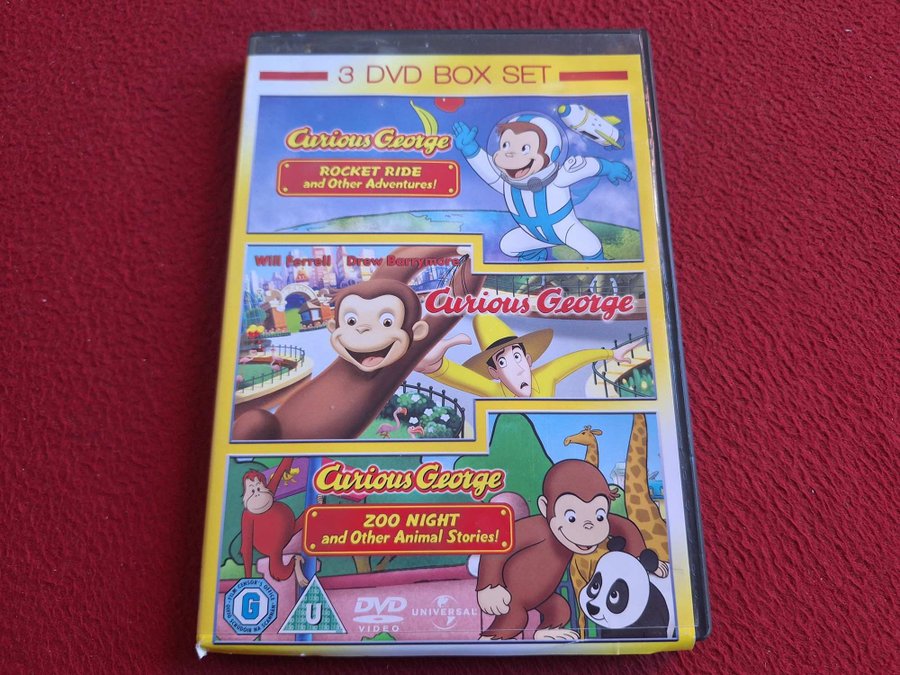 3 DVD BOX SET
Curious George
ROCKET RIDE
and Other Adventures!
Will Ferrell Drew Barrymore
Curious George
Curious George
ZOO NIGHT
and Other Animal Stories!
G
U
DVD
VIDEO
UNIVERSAL